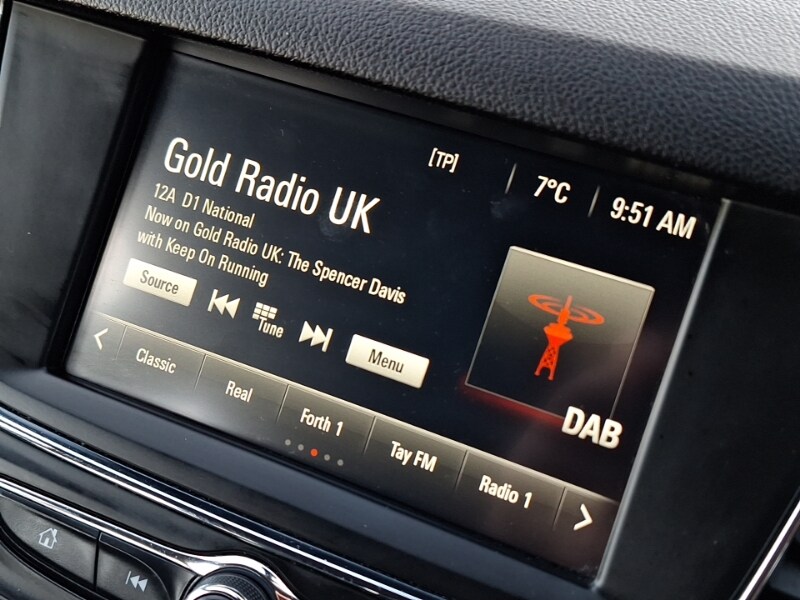 [TP]
7°C
9:51 AM
Gold Radio UK
12A D1 National
Now on Gold Radio UK: The Spencer Davis
with Keep On Running
Source
Tune
Menu
DAB
Classic
Real
Forth 1
Tay FM
Radio 1